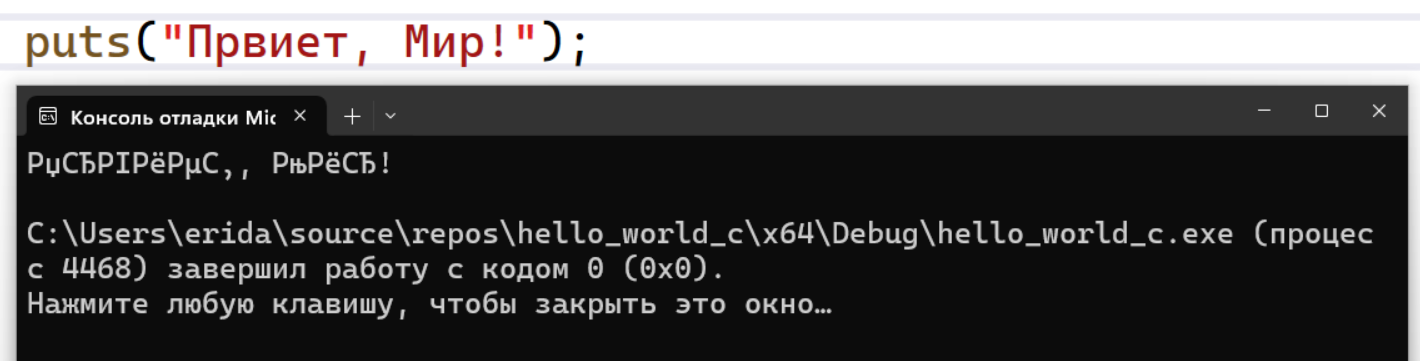 puts("Првиет, Мир!");
Консоль отладки Mic
РџСЂРІРёРµС‚, РњРёСЂ!
C:\Users\erida\source\repos\hello_world_c\x64\Debug\hello_world_c.exe (процес
с 4468) завершил работу с кодом 0 (0x0).
Нажмите любую клавишу, чтобы закрыть это окно…